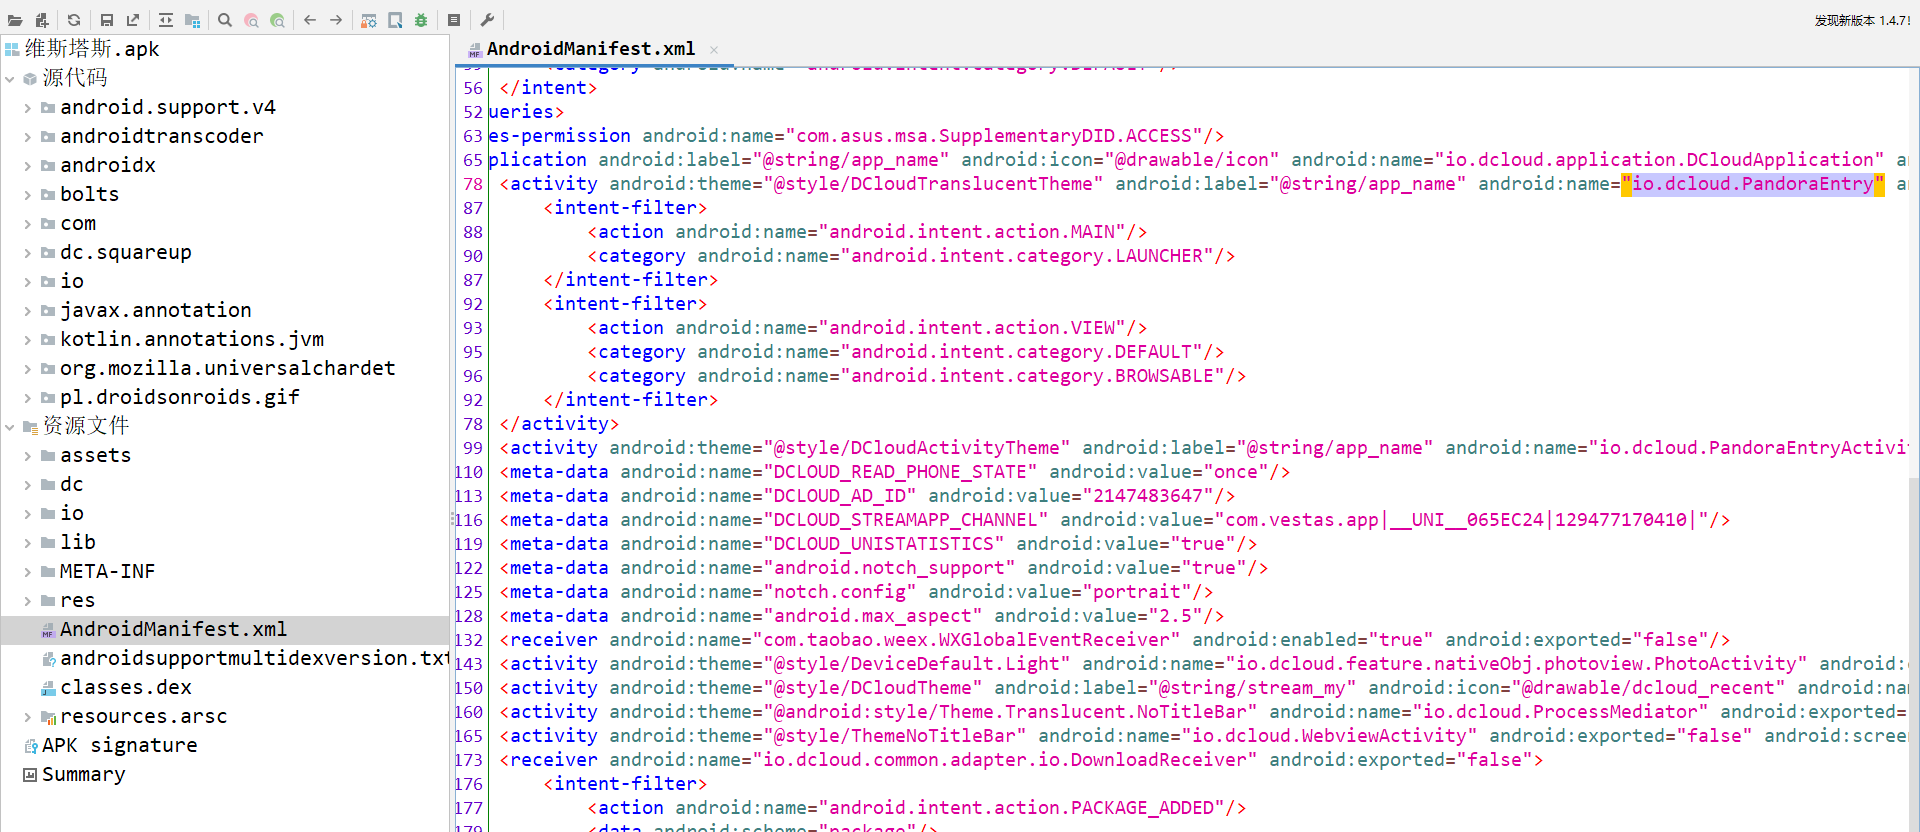 发现新版本 1.4.7!
维斯塔斯.apk
源代码
android.support.v4
androidtranscoder
androidx
bolts
com
dc.squareup
io
javax.annotation
kotlin.annotations.jvm
org.mozilla.universalchardet
pl.droidsonroids.gif
资源文件
assets
dc
io
lib
META-INF
res
AndroidManifest.xml
androidsupportmultidexversion.txt
classes.dex
resources.arsc
APK signature
Summary
AndroidManifest.xml
56 </intent>
52 ueries>
63 es-permission android:name="com.asus.msa.SupplementaryDID.ACCESS"/>
65 plication android:label="@string/app_name" android:icon="@drawable/icon" android:name="io.dcloud.application.DCloudApplication"
78 <activity android:theme="@style/DCloudTranslucentTheme" android:label="@string/app_name" android:name="io.dcloud.PandoraEntry"
87 <intent-filter>
88 <action android:name="android.intent.action.MAIN"/>
90 <category android:name="android.intent.category.LAUNCHER"/>
87 </intent-filter>
92 <intent-filter>
93 <action android:name="android.intent.action.VIEW"/>
95 <category android:name="android.intent.category.DEFAULT"/>
96 <category android:name="android.intent.category.BROWSABLE"/>
92 </intent-filter>
78 </activity>
99 <activity android:theme="@style/DCloudActivityTheme" android:label="@string/app_name" android:name="io.dcloud.PandoraEntryActivi
110 <meta-data android:name="DCLOUD_READ_PHONE_STATE" android:value="once"/>
113 <meta-data android:name="DCLOUD_AD_ID" android:value="2147483647"/>
116 <meta-data android:name="DCLOUD_STREAMAPP_CHANNEL" android:value="com.vestas.app|__UNI__065EC24|129477170410|"/>
119 <meta-data android:name="DCLOUD_UNISTATISTICS" android:value="true"/>
122 <meta-data android:name="android.notch_support" android:value="true"/>
125 <meta-data android:name="notch.config" android:value="portrait"/>
128 <meta-data android:name="android.max_aspect" android:value="2.5"/>
132 <receiver android:name="com.taobao.weex.WXGlobalEventReceiver" android:enabled="true" android:exported="false"/>
143 <activity android:theme="@style/DeviceDefault.Light" android:name="io.dcloud.feature.nativeObj.photoview.PhotoActivity" android:
150 <activity android:theme="@style/DCloudTheme" android:label="@string/stream_my" android:icon="@drawable/dcloud_recent" android:na
160 <activity android:theme="@android:style/Theme.Translucent.NoTitleBar" android:name="io.dcloud.ProcessMediator" android:exported=
165 <activity android:theme="@style/ThemeNoTitleBar" android:name="io.dcloud.WebviewActivity" android:exported="false" android:scree
173 <receiver android:name="io.dcloud.common.adapter.io.DownloadReceiver" android:exported="false">
176 <intent-filter>
177 <action android:name="android.intent.action.PACKAGE_ADDED"/>
179 <data android:scheme="package"/>